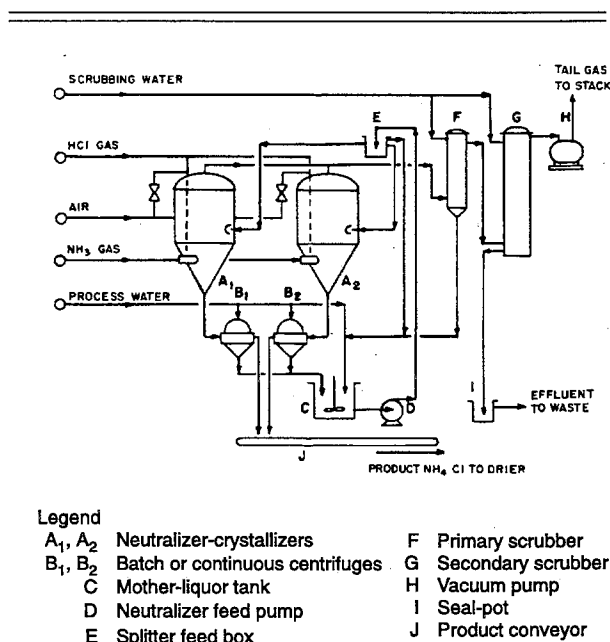 TAIL GAS
TO STACK
SCRUBBING WATER
E
F
G
H
HCl GAS
AIR
C
C
NH₃ GAS
A₁
A₂
PROCESS WATER
B₁
B₂
C
D
I
EFFLUENT
TO WASTE
J
PRODUCT NH₄ Cl TO DRIER
Legend
A₁, A₂ Neutralizer-crystallizers
B₁, B₂ Batch or continuous centrifuges
C Mother-liquor tank
D Neutralizer feed pump
E Splitter feed box
F Primary scrubber
G Secondary scrubber
H Vacuum pump
I Seal-pot
J Product conveyor